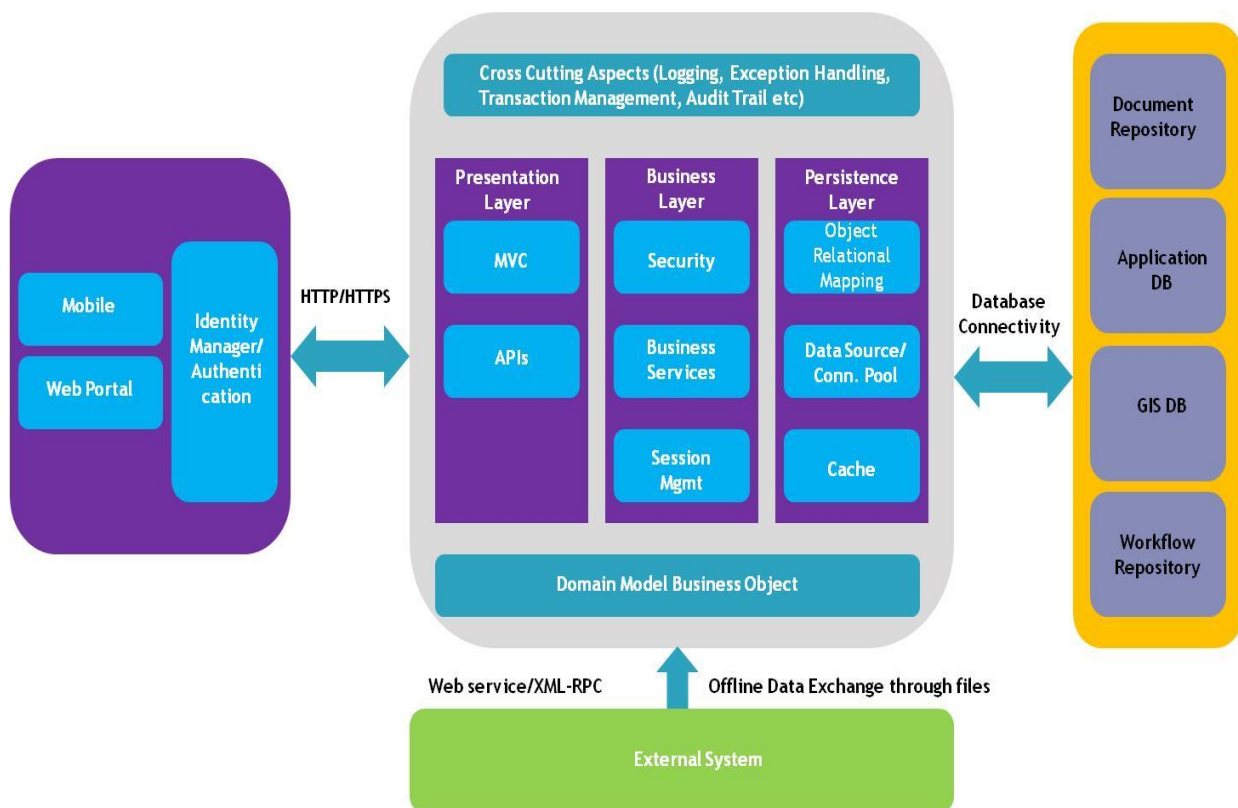 Cross Cutting Aspects (Logging, Exception Handling,
Transaction Management, Audit Trail etc)
Mobile
Web Portal
Identity
Manager/
Authenti
cation
HTTP/HTTPS
Presentation
Layer
MVC
APIs
Business
Layer
Security
Business
Services
Session
Mgmt
Persistence
Layer
Object
Relational
Mapping
Data Source/
Conn. Pool
Cache
Domain Model Business Object
Database
Connectivity
Document
Repository
Application
DB
GIS DB
Workflow
Repository
Web service/XML-RPC
Offline Data Exchange through files
External System